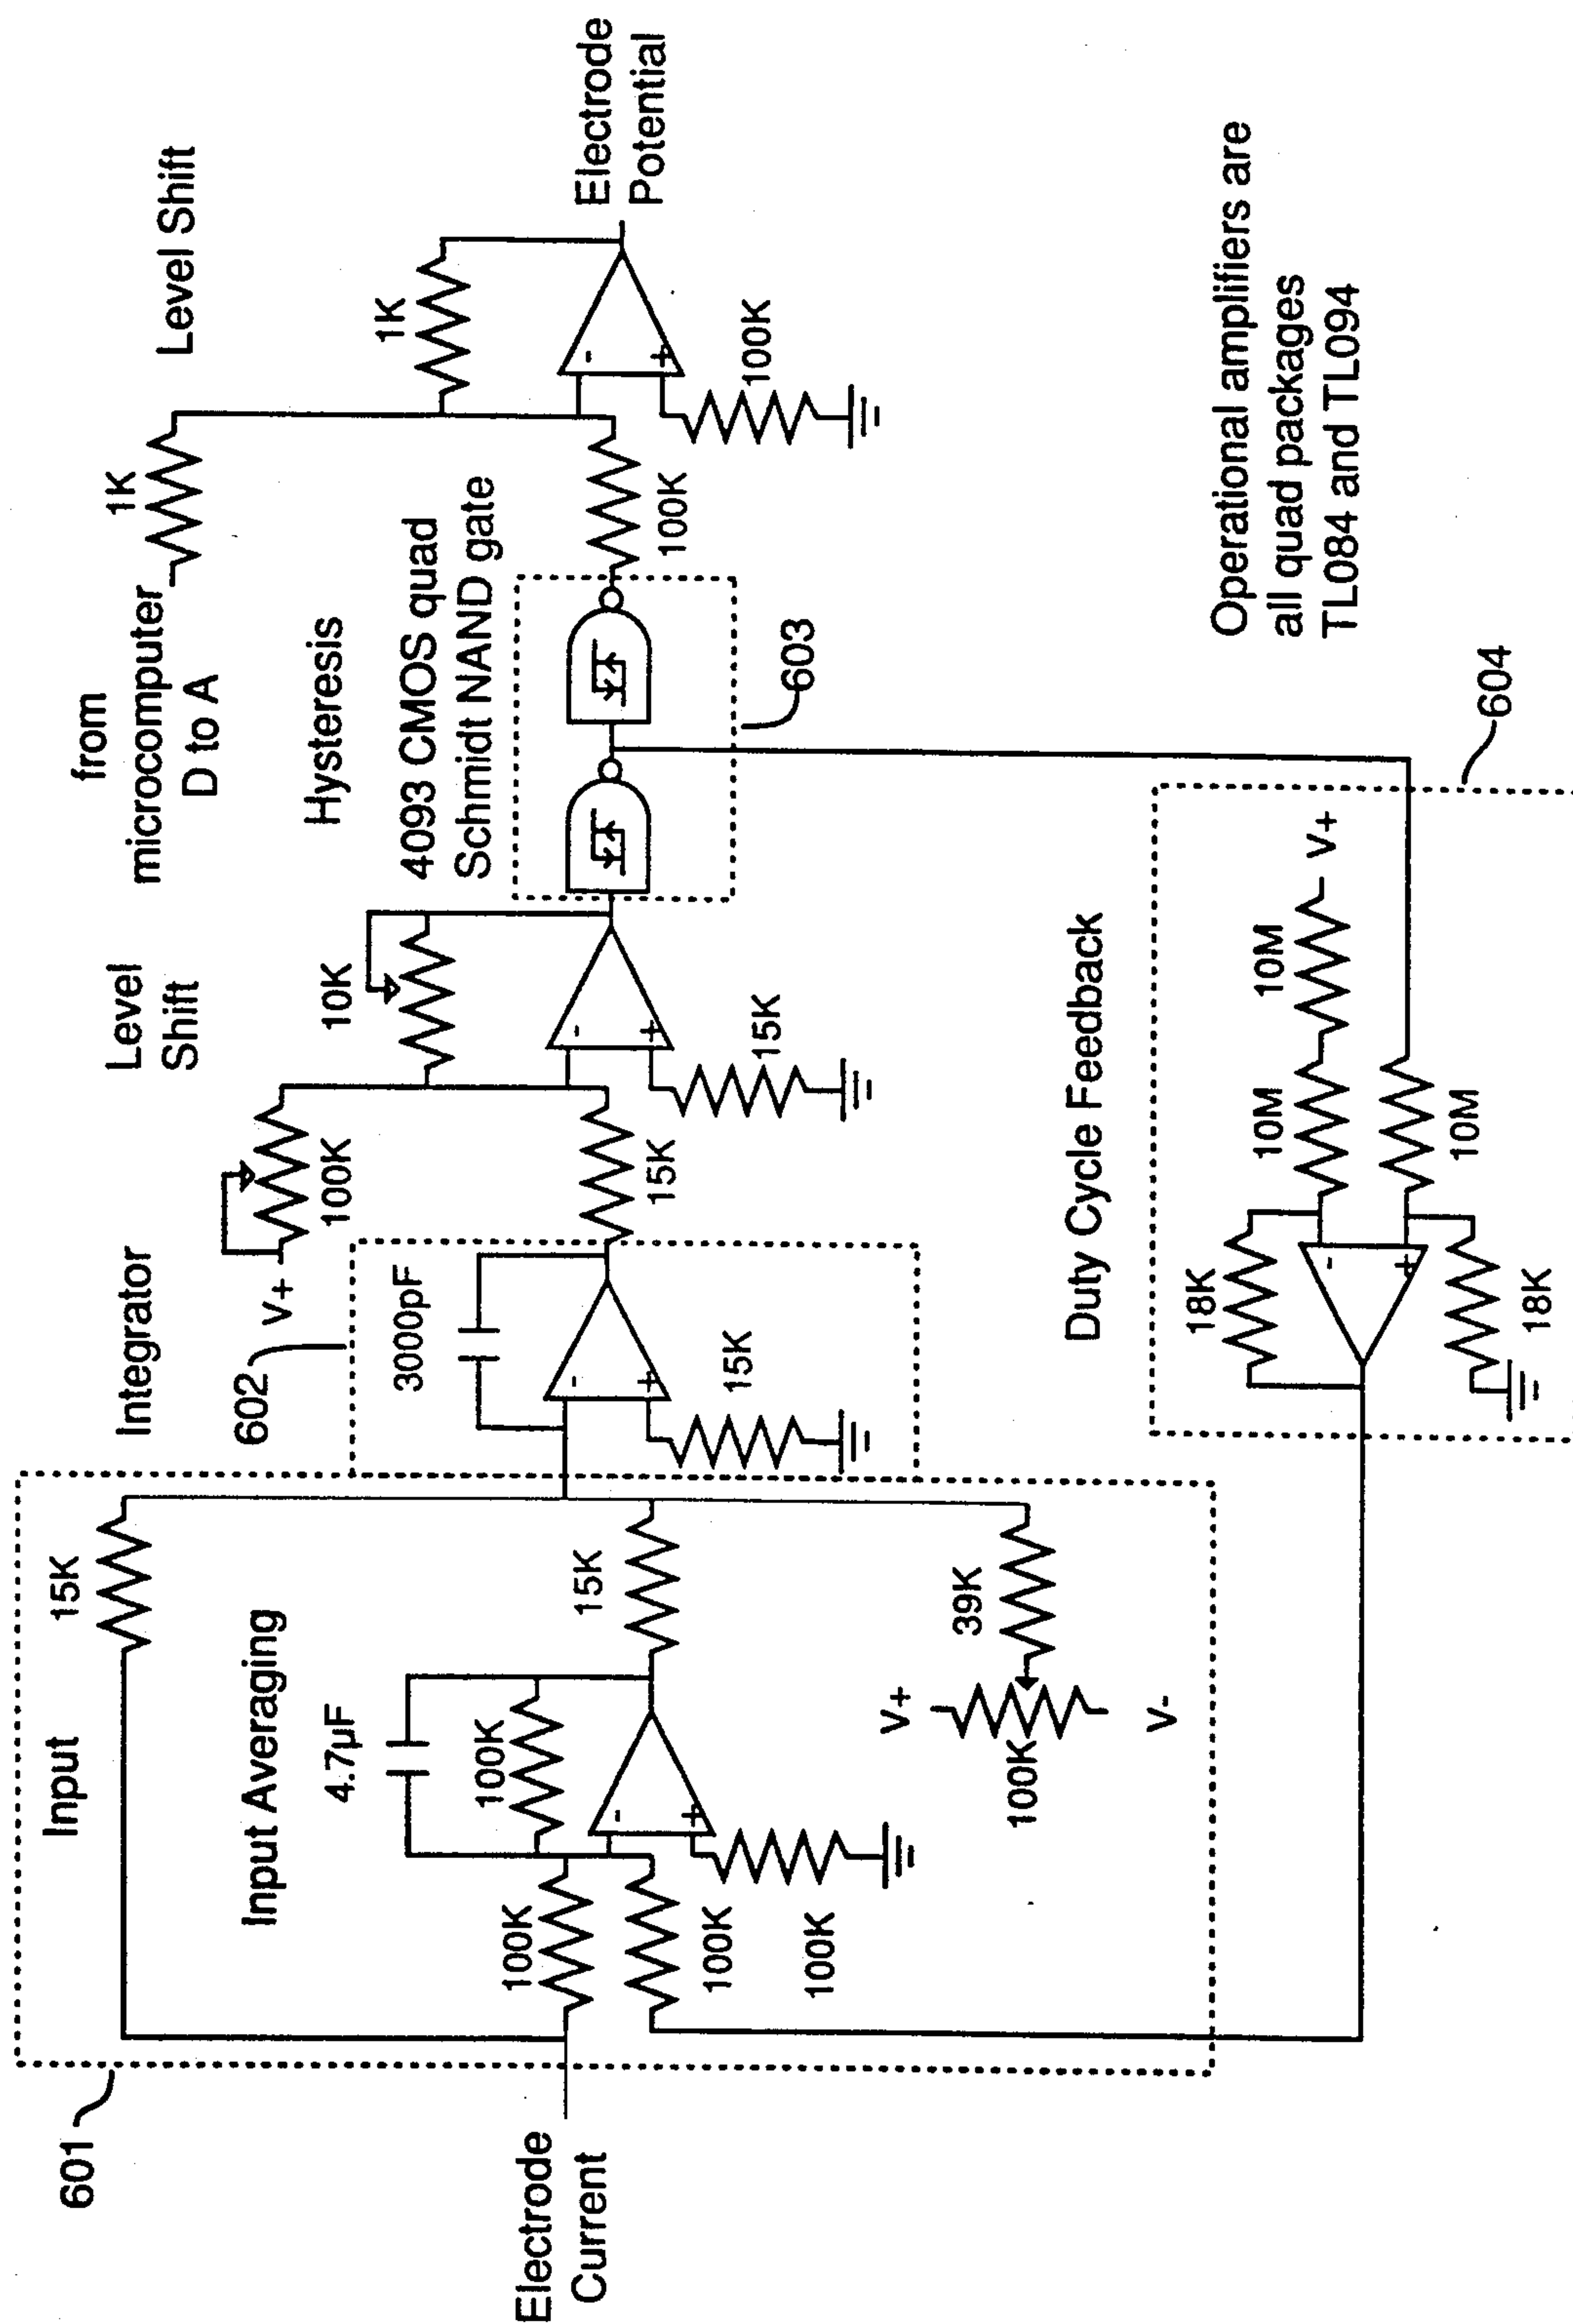 601
Electrode
Current
Input
15K
Input Averaging
4.7µF
100K
100K
100K
100K
-
+
15K
V+
100K
V-
39K
Integrator
602
3000pF
-
+
15K
V+
100K
15K
Level
Shift
10K
-
+
15K
Hysteresis
4093 CMOS quad
Schmidt NAND gate
603
from
microcomputer
D to A
1K
100K
Level Shift
1K
-
+
100K
Electrode
Potential
Duty Cycle Feedback
18K
-
+
18K
10M
10M
V+
10M
604
Operational amplifiers are
all quad packages
TL084 and TL094